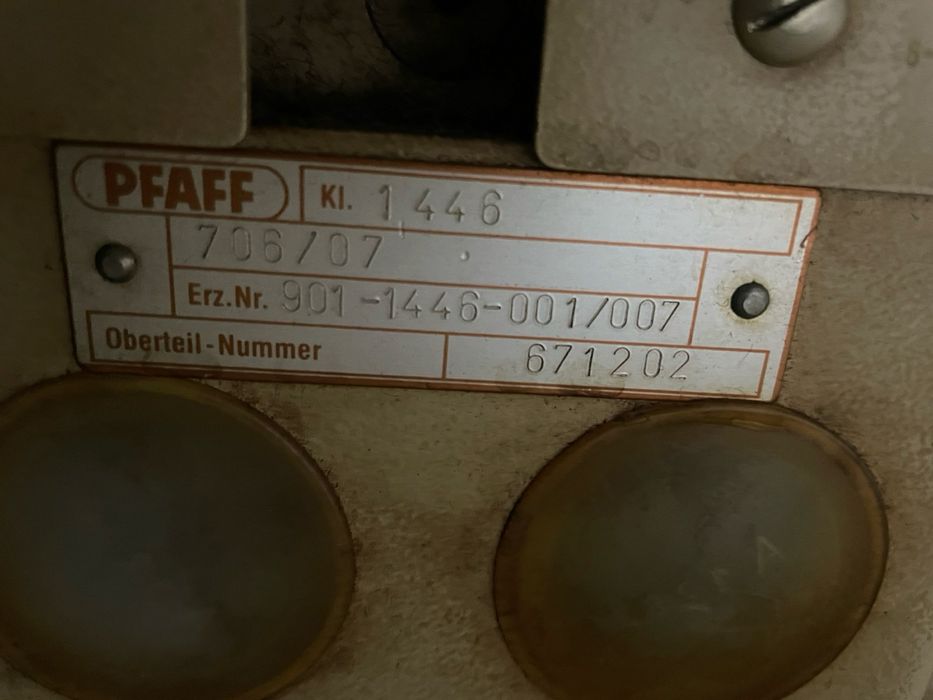 PFAFF Kl. 1446
706/07
Erz.Nr. 901-1446-001/007
Oberteil-Nummer 671202